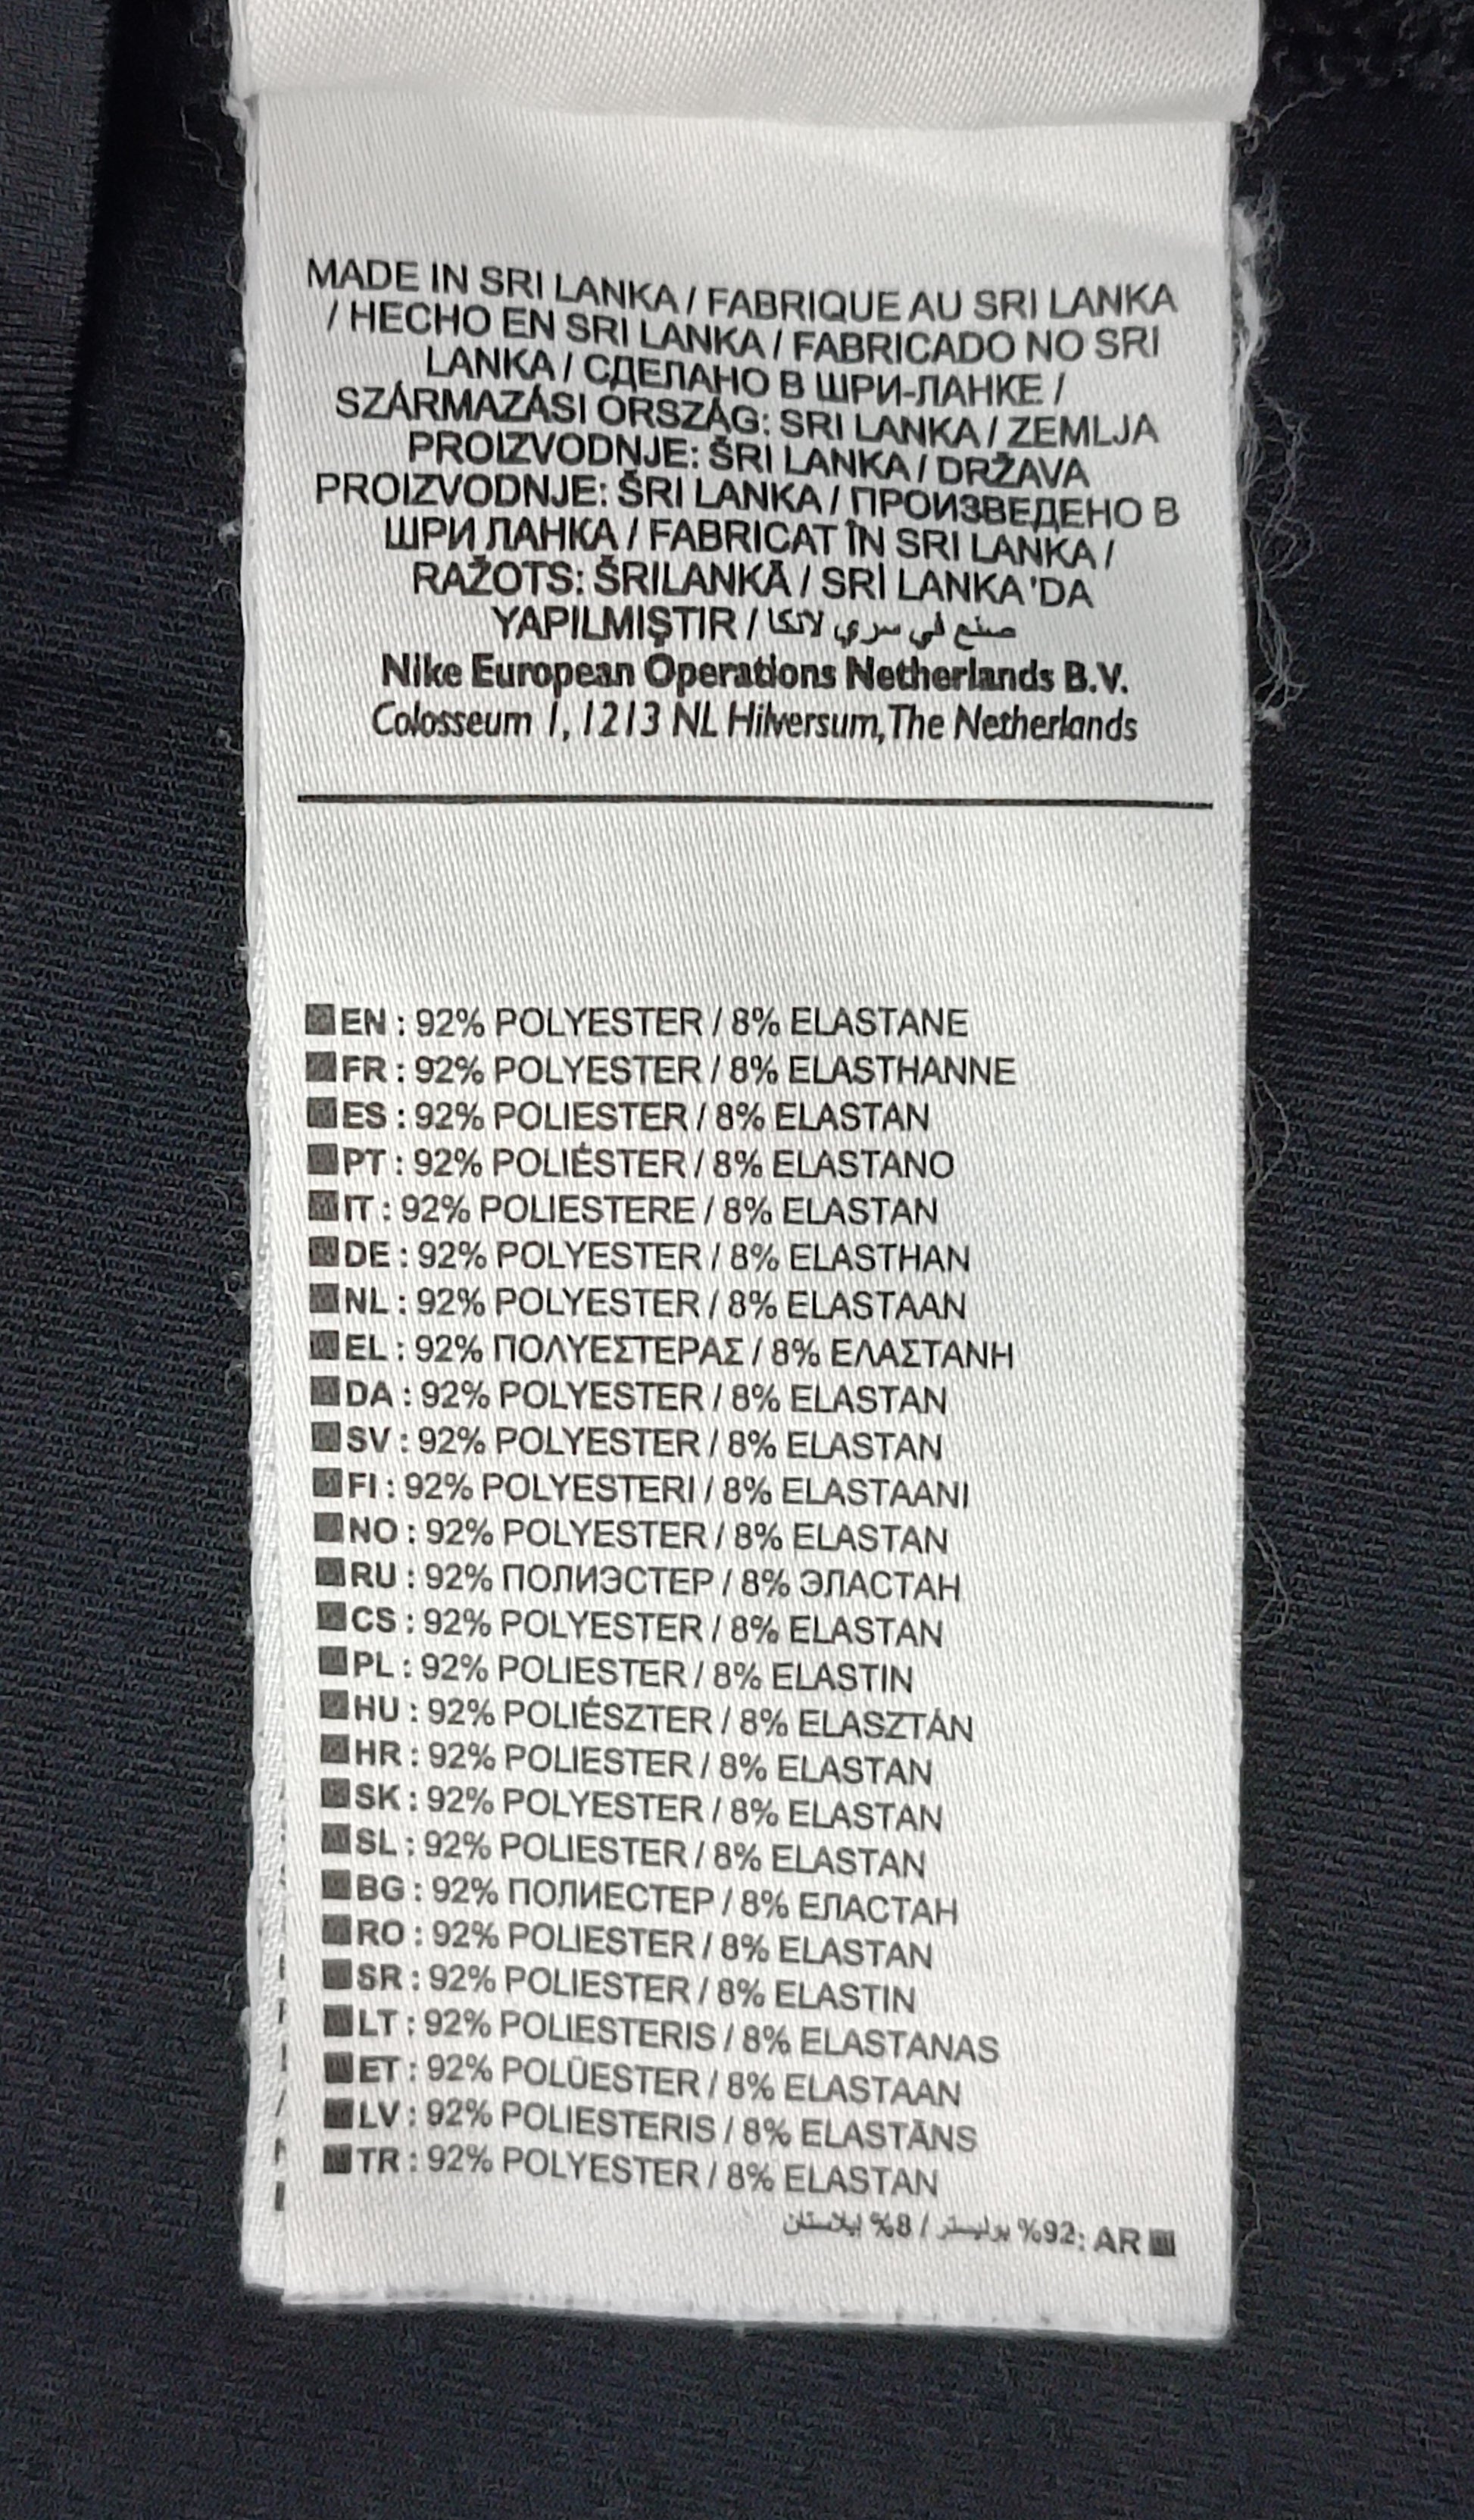 MADE IN SRI LANKA / FABRIQUE AU SRI LANKA
/ HECHO EN SRI LANKA / FABRICADO NO SRI
LANKA / СДЕЛАНО В ШРИ-ЛАНКЕ /
SZÁRMAZÁSI ORSZÁG: SRI LANKA / ZEMLJA
PROIZVODNJE: ŠRI LANKA / DRŽAVA
PROIZVODNJE: ŠRI LANKA / ПРОИЗВЕДЕНО В
ШРИ ЛАНКА / FABRICAT ÎN SRI LANKA /
RAŽOTS: ŠRILANKĀ / SRİ LANKA'DA
YAPILMIŞTIR / صنع في سري لانكا
Nike European Operations Netherlands B.V.
Colosseum 1, 1213 NL Hilversum, The Netherlands
EN : 92% POLYESTER / 8% ELASTANE
FR : 92% POLYESTER / 8% ELASTHANNE
ES : 92% POLIESTER / 8% ELASTAN
PT : 92% POLIÉSTER / 8% ELASTANO
IT : 92% POLIESTERE / 8% ELASTAN
DE : 92% POLYESTER / 8% ELASTHAN
NL : 92% POLYESTER / 8% ELASTAAN
EL : 92% ΠΟΛΥΕΣΤΕΡΑΣ / 8% ΕΛΑΣΤΑΝΗ
DA : 92% POLYESTER / 8% ELASTAN
SV : 92% POLYESTER / 8% ELASTAN
FI : 92% POLYESTERI / 8% ELASTAANI
NO : 92% POLYESTER / 8% ELASTAN
RU : 92% ПОЛИЭСТЕР / 8% ЭЛАСТАН
CS : 92% POLYESTER / 8% ELASTAN
PL : 92% POLIESTER / 8% ELASTIN
HU : 92% POLIÉSZTER / 8% ELASZTÁN
HR : 92% POLIESTER / 8% ELASTAN
SK : 92% POLYESTER / 8% ELASTAN
SL : 92% POLIESTER / 8% ELASTAN
BG : 92% ПОЛИЕСТЕР / 8% ЕЛАСТАН
RO : 92% POLIESTER / 8% ELASTAN
SR : 92% POLIESTER / 8% ELASTIN
LT : 92% POLIESTERIS / 8% ELASTANAS
ET : 92% POLÜESTER / 8% ELASTAAN
LV : 92% POLIESTERIS / 8% ELASTĀNS
TR : 92% POLYESTER / 8% ELASTAN
AR :92% بوليستر / 8% إيلاستان